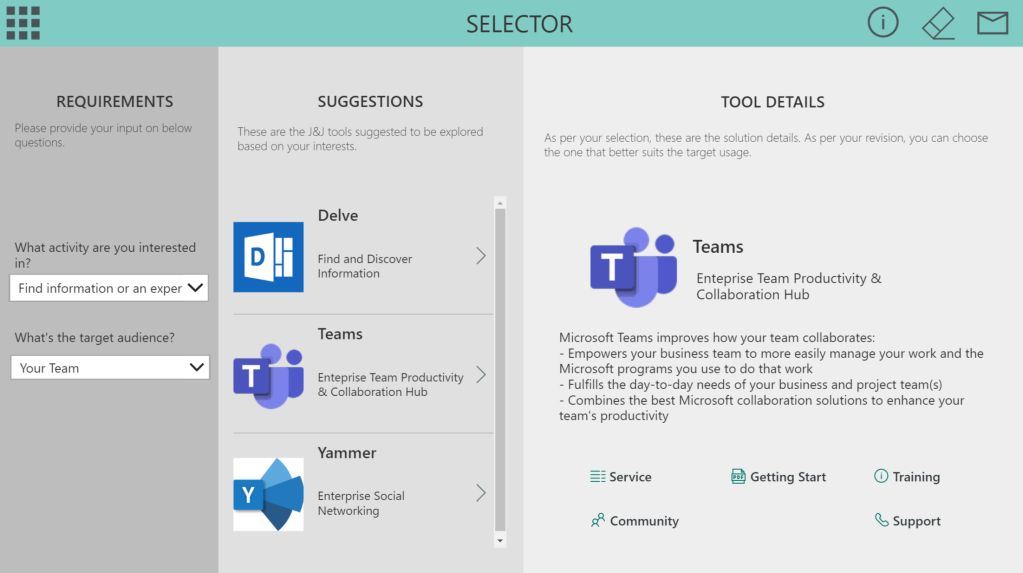 SELECTOR
REQUIREMENTS
Please provide your input on below
questions.
What activity are you interested
in?
Find information or an exper
What's the target audience?
Your Team
SUGGESTIONS
These are the J&J tools suggested to be explored
based on your interests.
D
Delve
Find and Discover
Information
T
Teams
Enteprise Team Productivity
& Collaboration Hub
Y
Yammer
Enterprise Social
Networking
TOOL DETAILS
As per your selection, these are the solution details. As per your revision, you can choose
the one that better suits the target usage.
T
Teams
Enteprise Team Productivity &
Collaboration Hub
Microsoft Teams improves how your team collaborates:
- Empowers your business team to more easily manage your work and the
Microsoft programs you use to do that work
- Fulfills the day-to-day needs of your business and project team(s)
- Combines the best Microsoft collaboration solutions to enhance your
team's productivity
Service
PDF Getting Start
Training
Community
Support